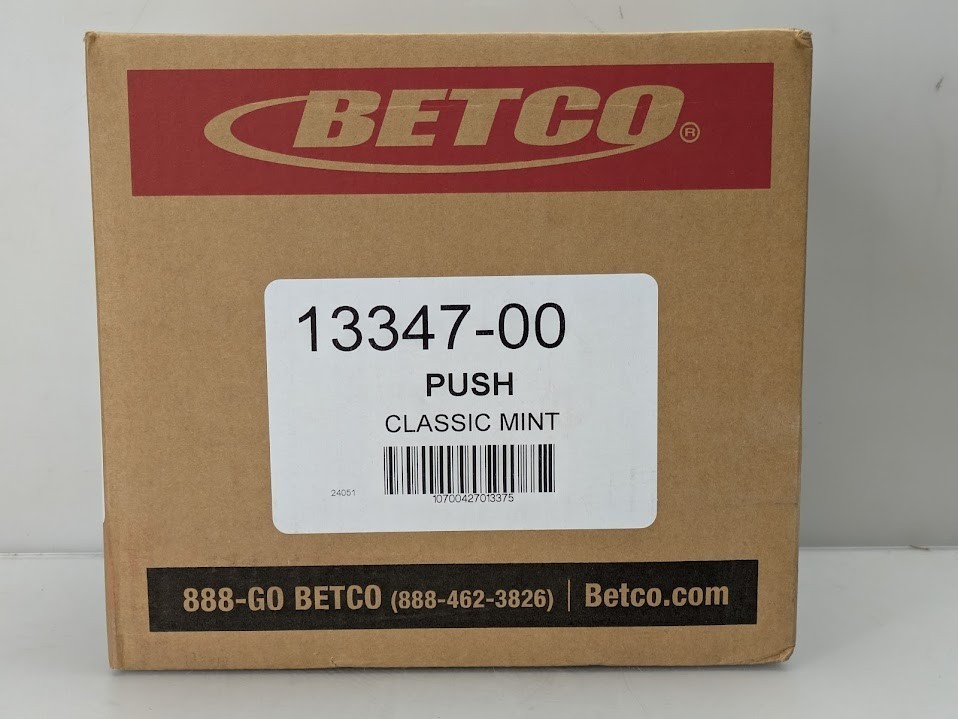 BETCO®
13347-00
PUSH
CLASSIC MINT
24051
10700427013375
888-GO BETCO (888-462-3826) | Betco.com